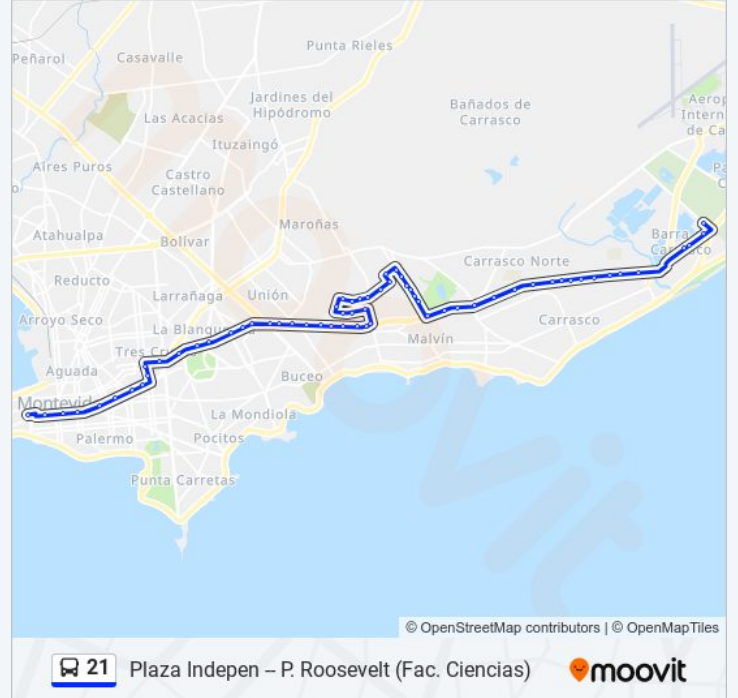 Peñarol
Casavalle
Punta Rieles
Jardines del
Hipódromo
Bañados de
Carrasco
Las Acacias
Ituzaingó
Aires Puros
Castro
Castellano
Maroñas
Atahualpa
Bolívar
Carrasco Norte
Reducto
Larrañaga
Unión
Arroyo Seco
Carrasco
Malvín
Aguada
Buceo
La Mondiola
Palermo
Pocitos
Punta Carretas
© OpenStreetMap contributors | © OpenMapTiles
21 Plaza Indepen – P. Roosevelt (Fac. Ciencias)
moovit